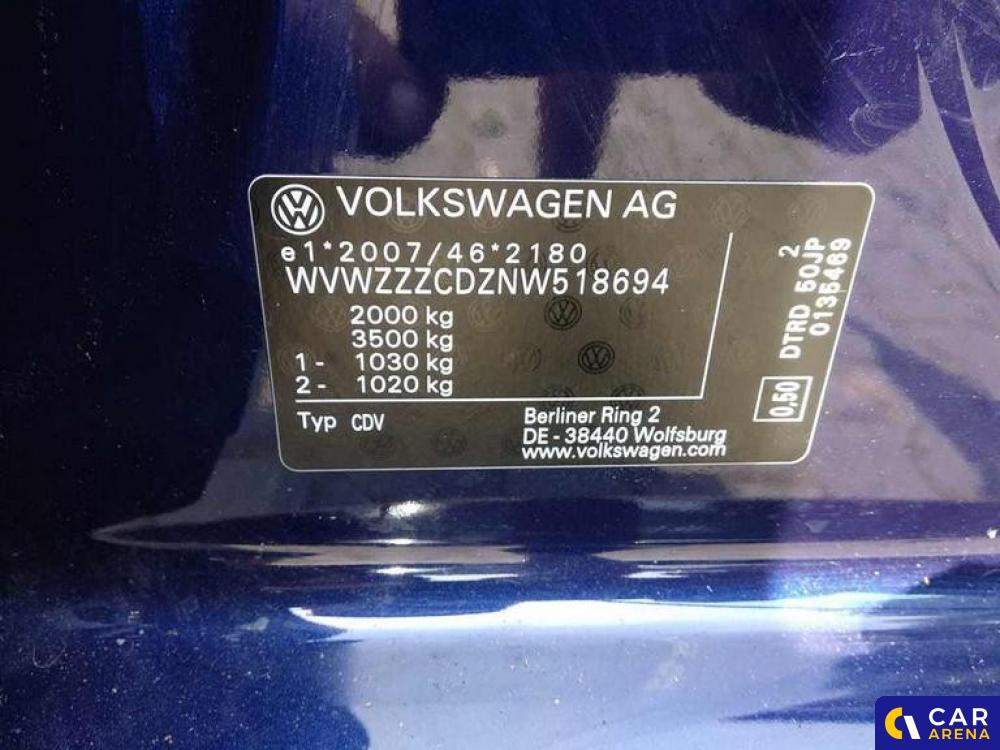 VOLKSWAGEN AG
e1*2007/46*2180
WVWZZZCDZNW518694
2000 kg
3500 kg
1- 1030 kg
2- 1020 kg
Typ CDV
Berliner Ring 2
DE-38440 Wolfsburg
www.volkswagen.com
2
DTRD 50JP
0135469
0,50
CAR
ARENA